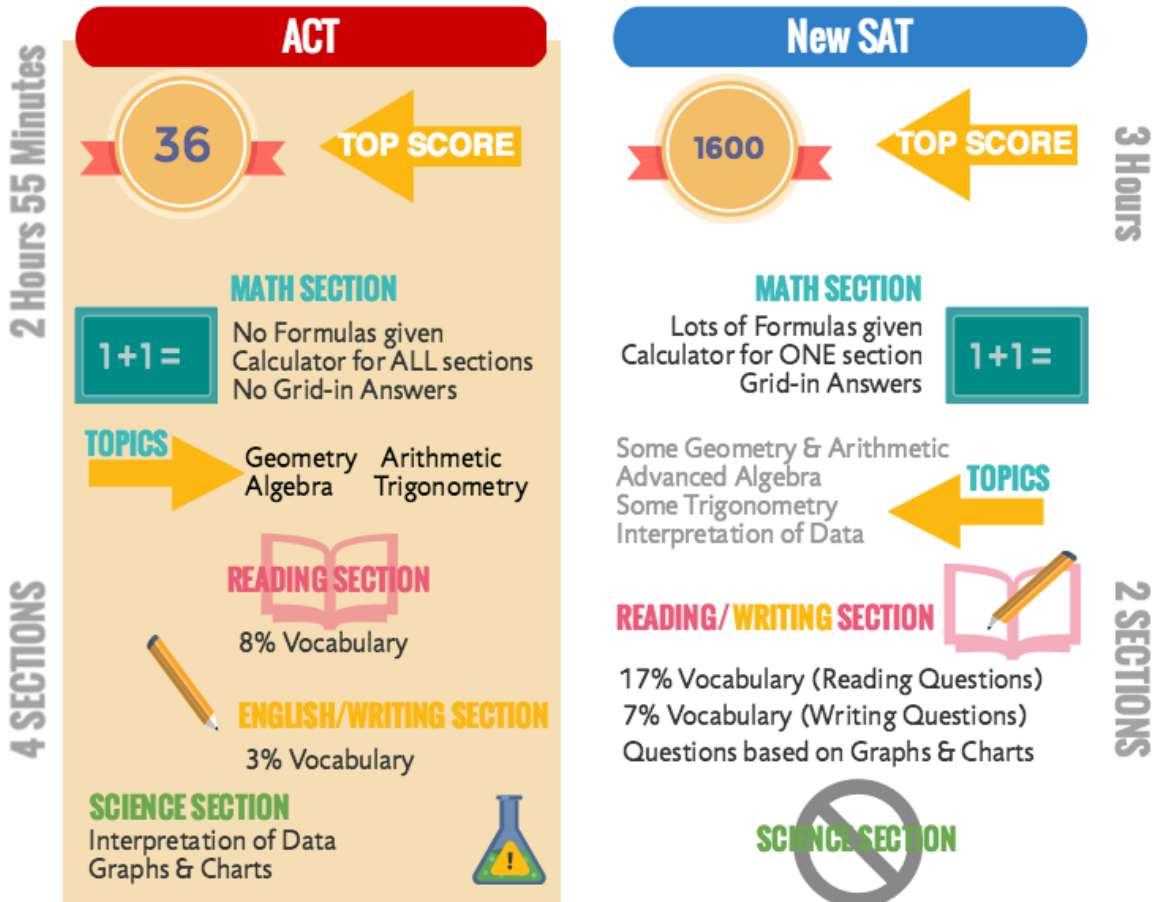 ACT
2 Hours 55 Minutes
4 SECTIONS
36
TOP SCORE
MATH SECTION
1+1=
No Formulas given
Calculator for ALL sections
No Grid-in Answers
TOPICS
Geometry Arithmetic
Algebra Trigonometry
READING SECTION
8% Vocabulary
ENGLISH/WRITING SECTION
3% Vocabulary
SCIENCE SECTION
Interpretation of Data
Graphs & Charts
!
New SAT
3 Hours
2 SECTIONS
1600
TOP SCORE
MATH SECTION
Lots of Formulas given
Calculator for ONE section
Grid-in Answers
1+1=
Some Geometry & Arithmetic
Advanced Algebra
Some Trigonometry
Interpretation of Data
TOPICS
READING/WRITING SECTION
17% Vocabulary (Reading Questions)
7% Vocabulary (Writing Questions)
Questions based on Graphs & Charts
SCIENCE SECTION